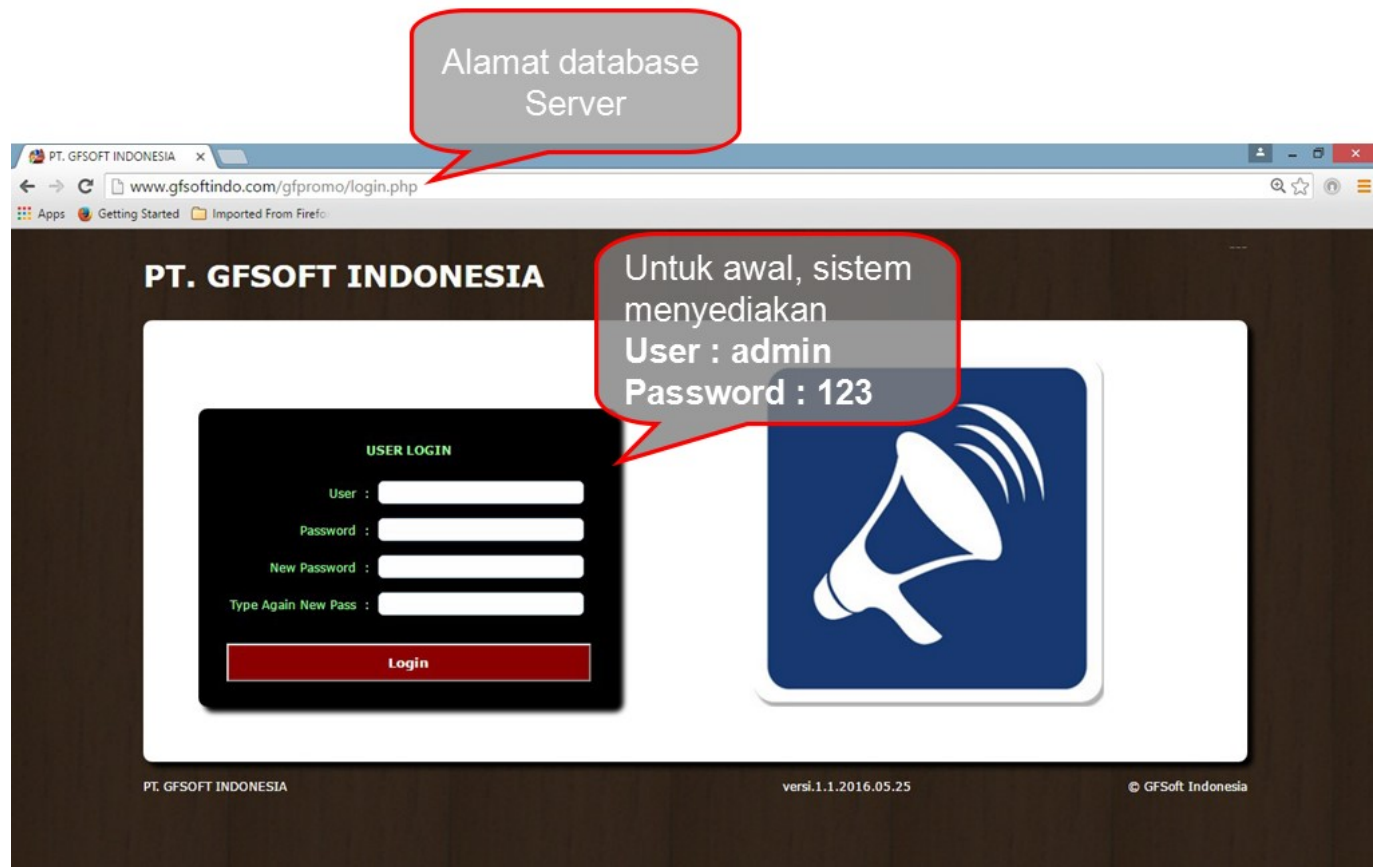 Alamat database
Server
PT. GFSOFT INDONESIA
www.gfsoftindo.com/gfpromo/login.php
Apps Getting Started Imported From Firefo
---
PT. GFSOFT INDONESIA
Untuk awal, sistem
menyediakan
User : admin
Password : 123
USER LOGIN
User :
Password :
New Password :
Type Again New Pass :
Login
PT. GFSOFT INDONESIA versi.1.1.2016.05.25 © GFSoft Indonesia